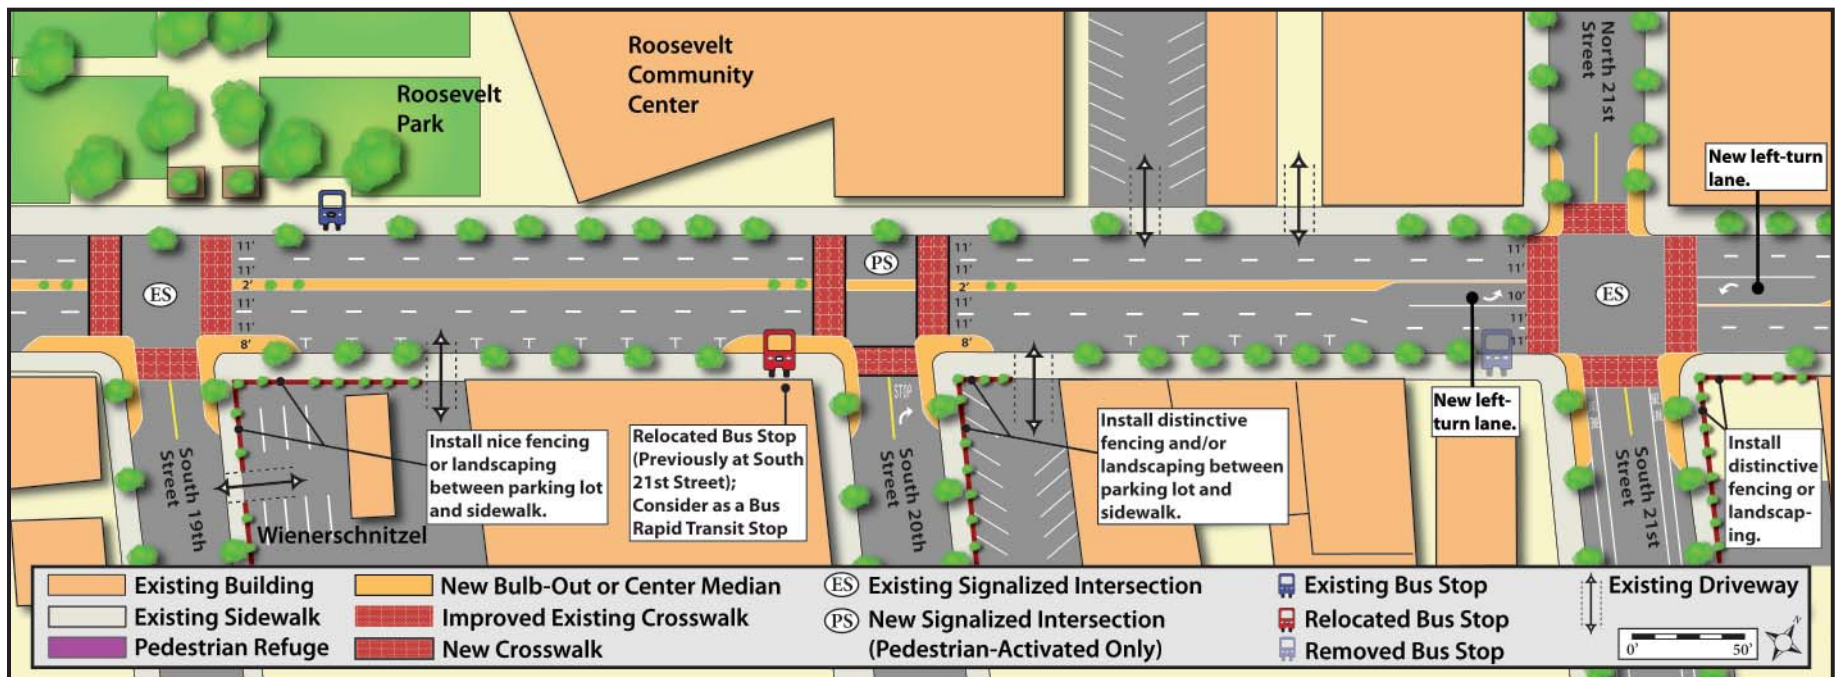 Roosevelt
Park
Roosevelt
Community
Center
North 21st
Street
New left-turn
lane.
11'
11'
2'
11'
11'
8'
ES
PS
11'
11'
2'
11'
11'
8'
11'
11'
10'
11'
11'
ES
STOP
South 19th
Street
Wienerschnitzel
Install nice fencing
or landscaping
between parking lot
and sidewalk.
Relocated Bus Stop
(Previously at South
21st Street);
Consider as a Bus
Rapid Transit Stop
South 20th
Street
Install distinctive
fencing and/or
landscaping between
parking lot and
sidewalk.
New left-
turn lane.
South 21st
Street
Install
distinctive
fencing or
landscap-
ing.
Existing Building
Existing Sidewalk
Pedestrian Refuge
New Bulb-Out or Center Median
Improved Existing Crosswalk
New Crosswalk
ES Existing Signalized Intersection
PS New Signalized Intersection
(Pedestrian-Activated Only)
Existing Bus Stop
Relocated Bus Stop
Removed Bus Stop
Existing Driveway
0' 50'
N